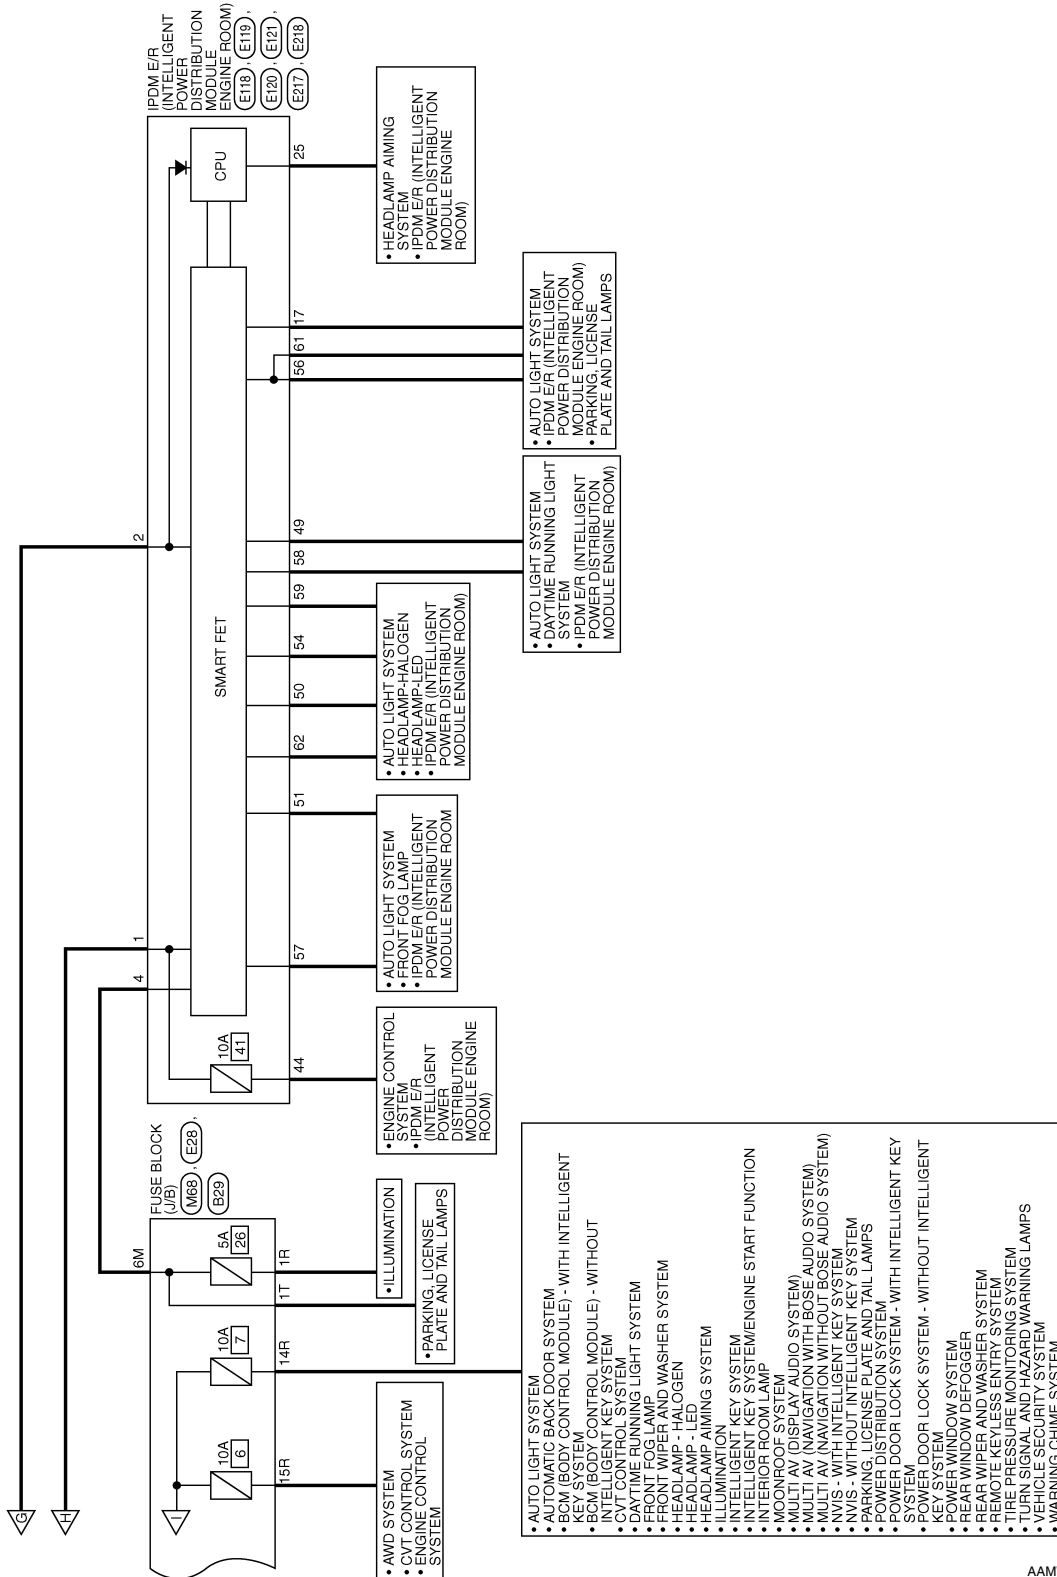 G
H
I
2
1
4
IPDM E/R
(INTELLIGENT
POWER
DISTRIBUTION
MODULE
ENGINE ROOM)
E118 , E119 ,
E120 , E121 ,
E217 , E218
CPU
SMART FET
10A
41
44
57
51
62
50
54
59
58
49
56
61
17
25
• ENGINE CONTROL
SYSTEM
• IPDM E/R
(INTELLIGENT
POWER
DISTRIBUTION
MODULE ENGINE
ROOM)
• AUTO LIGHT SYSTEM
• FRONT FOG LAMP
• IPDM E/R (INTELLIGENT
POWER DISTRIBUTION
MODULE ENGINE ROOM
• AUTO LIGHT SYSTEM
• HEADLAMP-HALOGEN
• HEADLAMP-LED
• IPDM E/R (INTELLIGENT
POWER DISTRIBUTION
MODULE ENGINE ROOM)
• AUTO LIGHT SYSTEM
• DAYTIME RUNNING LIGHT
SYSTEM
• IPDM E/R (INTELLIGENT
POWER DISTRIBUTION
MODULE ENGINE ROOM)
• AUTO LIGHT SYSTEM
• IPDM E/R (INTELLIGENT
POWER DISTRIBUTION
MODULE ENGINE ROOM)
• PARKING, LICENSE
PLATE AND TAIL LAMPS
• HEADLAMP AIMING
SYSTEM
• IPDM E/R (INTELLIGENT
POWER DISTRIBUTION
MODULE ENGINE
ROOM)
FUSE BLOCK
(J/B)
M68 , E28 ,
B29
6M
10A
6
10A
7
5A
26
15R
14R
1T
1R
• AWD SYSTEM
• CVT CONTROL SYSTEM
• ENGINE CONTROL
SYSTEM
• PARKING, LICENSE
PLATE AND TAIL LAMPS
• ILLUMINATION
• AUTO LIGHT SYSTEM
• AUTOMATIC BACK DOOR SYSTEM
• BCM (BODY CONTROL MODULE) - WITH INTELLIGENT
KEY SYSTEM
• BCM (BODY CONTROL MODULE) - WITHOUT
INTELLIGENT KEY SYSTEM
• CVT CONTROL SYSTEM
• DAYTIME RUNNING LIGHT SYSTEM
• FRONT FOG LAMP
• FRONT WIPER AND WASHER SYSTEM
• HEADLAMP - HALOGEN
• HEADLAMP - LED
• HEADLAMP AIMING SYSTEM
• ILLUMINATION
• INTELLIGENT KEY SYSTEM
• INTELLIGENT KEY SYSTEM/ENGINE START FUNCTION
• INTERIOR ROOM LAMP
• MOONROOF SYSTEM
• MULTI AV (DISPLAY AUDIO SYSTEM)
• MULTI AV (NAVIGATION WITH BOSE AUDIO SYSTEM)
• MULTI AV (NAVIGATION WITHOUT BOSE AUDIO SYSTEM)
• NVIS - WITH INTELLIGENT KEY SYSTEM
• NVIS - WITHOUT INTELLIGENT KEY SYSTEM
• PARKING, LICENSE PLATE AND TAIL LAMPS
• POWER DISTRIBUTION SYSTEM
• POWER DOOR LOCK SYSTEM - WITH INTELLIGENT KEY
SYSTEM
• POWER DOOR LOCK SYSTEM - WITHOUT INTELLIGENT
KEY SYSTEM
• POWER WINDOW SYSTEM
• REAR WINDOW DEFOGGER
• REAR WIPER AND WASHER SYSTEM
• REMOTE KEYLESS ENTRY SYSTEM
• TIRE PRESSURE MONITORING SYSTEM
• TURN SIGNAL AND HAZARD WARNING LAMPS
• VEHICLE SECURITY SYSTEM
• WARNING CHIME SYSTEM
AAM